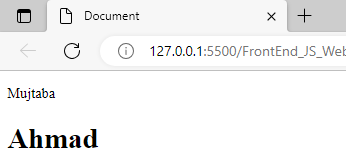 Document
127.0.0.1:5500/FrontEnd_JS_Web
Mujtaba
Ahmad